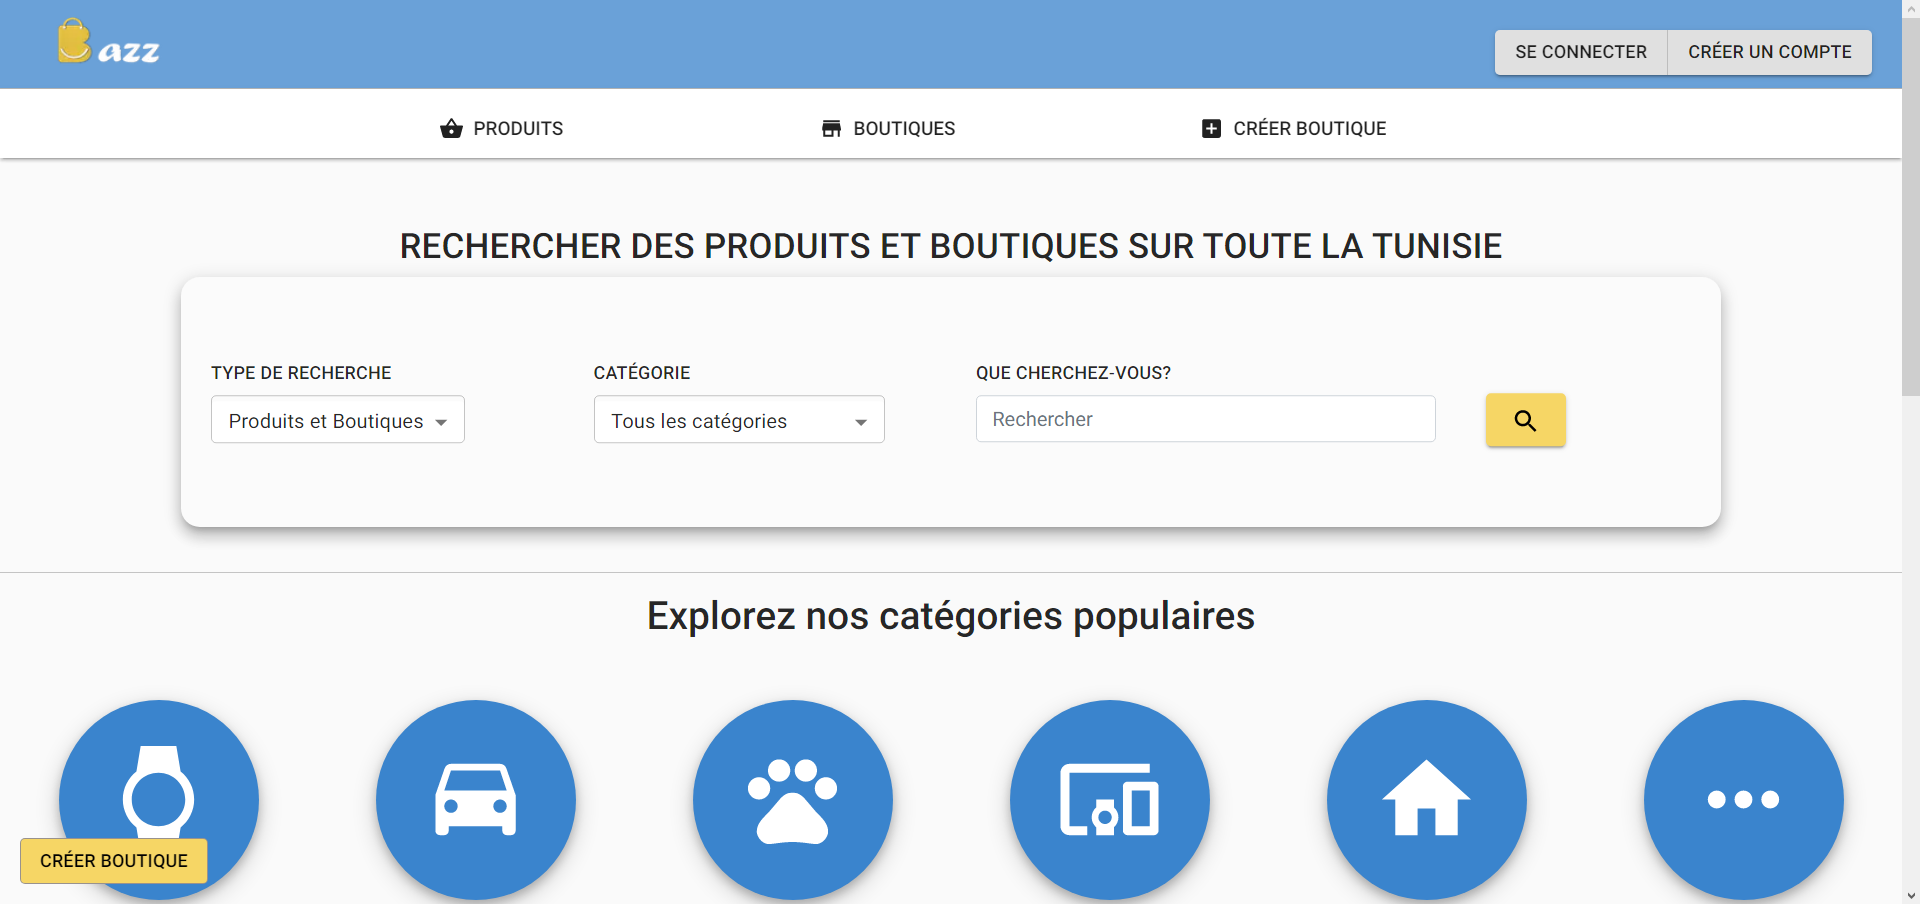 Bazz
SE CONNECTER
CRÉER UN COMPTE
PRODUITS
BOUTIQUES
CRÉER BOUTIQUE
RECHERCHER DES PRODUITS ET BOUTIQUES SUR TOUTE LA TUNISIE
TYPE DE RECHERCHE
Produits et Boutiques
CATÉGORIE
Tous les catégories
QUE CHERCHEZ-VOUS?
Rechercher
Explorez nos catégories populaires
CRÉER BOUTIQUE